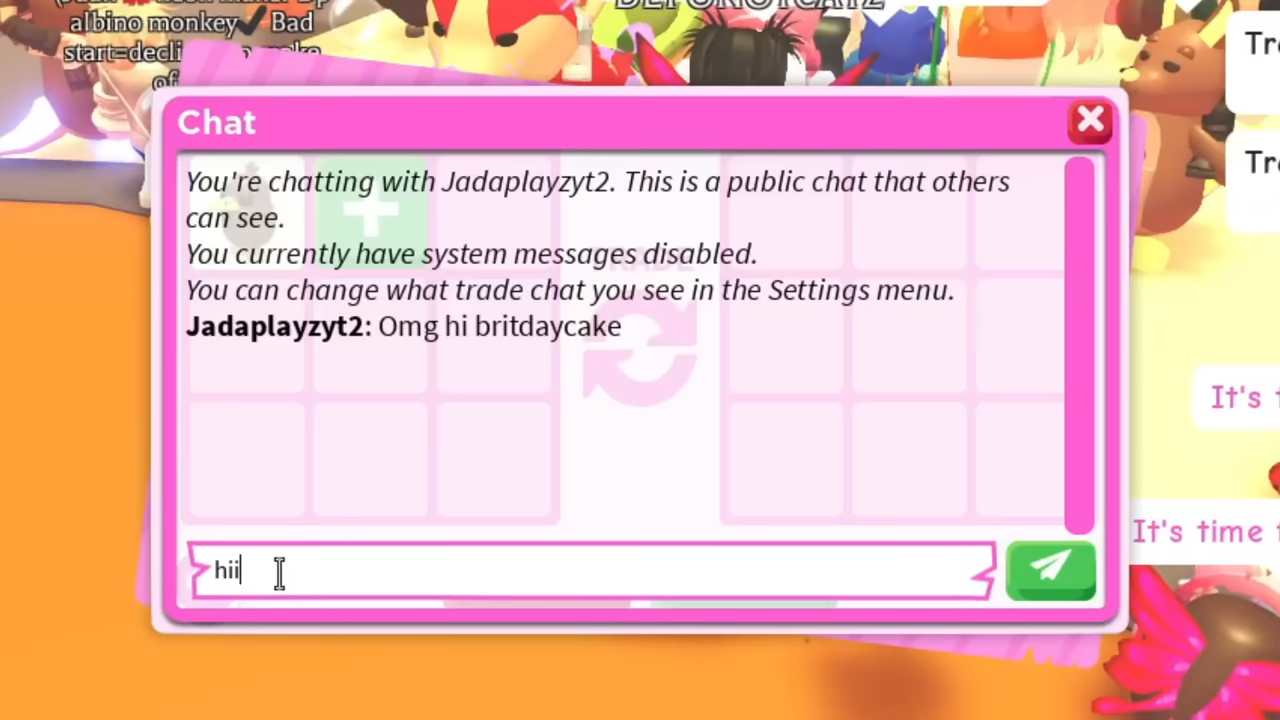 albino monkey ✔ Bad
Chat
You're chatting with Jadaplayzyt2. This is a public chat that others
can see.
You currently have system messages disabled.
You can change what trade chat you see in the Settings menu.
Jadaplayzyt2: Omg hi britdaycake
TRADE
hii
It's
It's time